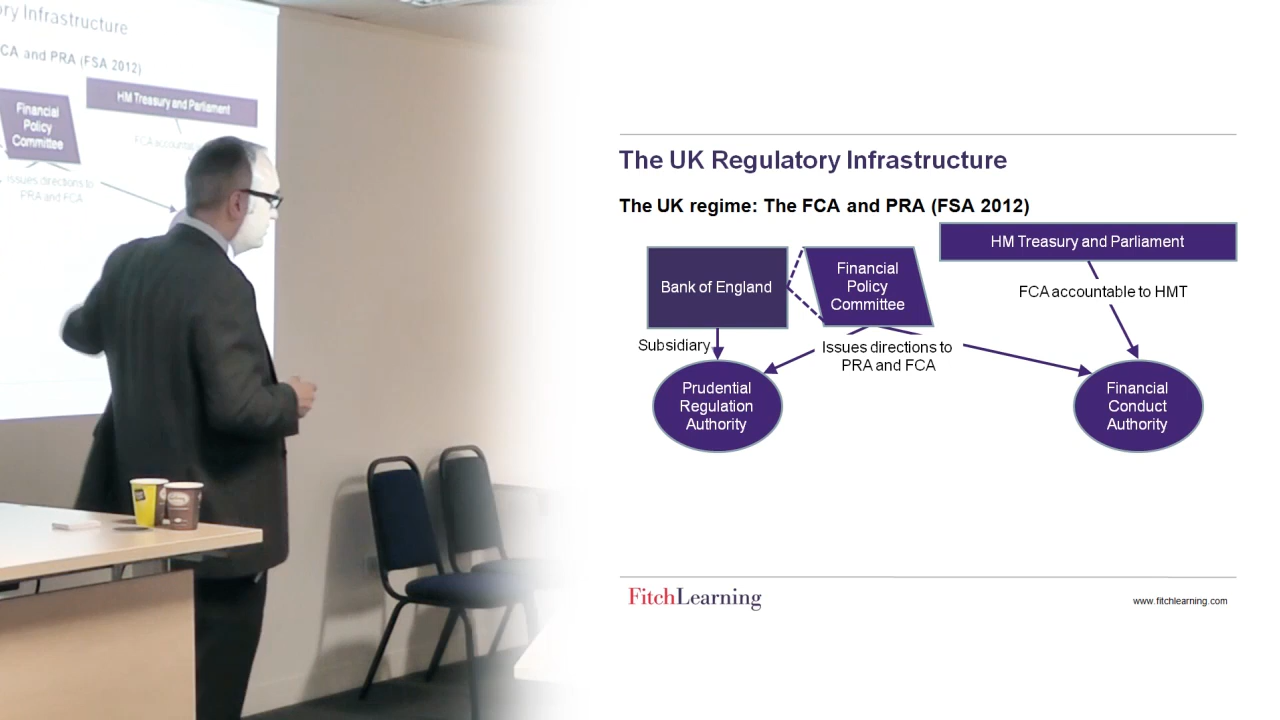 ry Infrastructure
CA and PRA (FSA 2012)
HM Treasury and Parliament
Financial
Policy
Committee
FCA accountable
issues directions to
PRA and FCA
The UK Regulatory Infrastructure
The UK regime: The FCA and PRA (FSA 2012)
HM Treasury and Parliament
Bank of England
Financial
Policy
Committee
FCA accountable to HMT
Subsidiary
Issues directions to
PRA and FCA
Prudential
Regulation
Authority
Financial
Conduct
Authority
FitchLearning
www.fitchlearning.com